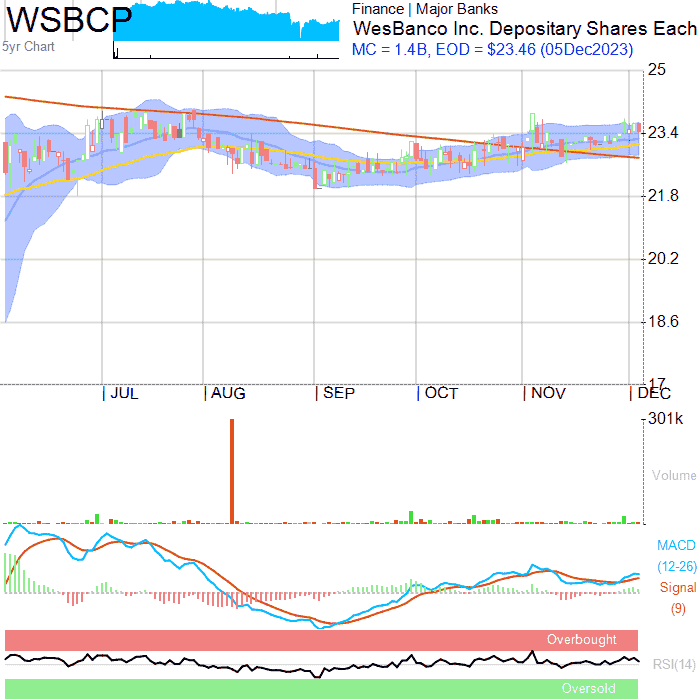 WSBCP
5yr Chart
Finance | Major Banks
WesBanco Inc. Depositary Shares Each
MC = 1.4B, EOD = $23.46 (05Dec2023)
25
23.4
21.8
20.2
18.6
17
JUL AUG SEP OCT NOV DEC
301k
Volume
MACD
(12-26)
Signal
(9)
Overbought
RSI(14)
Oversold